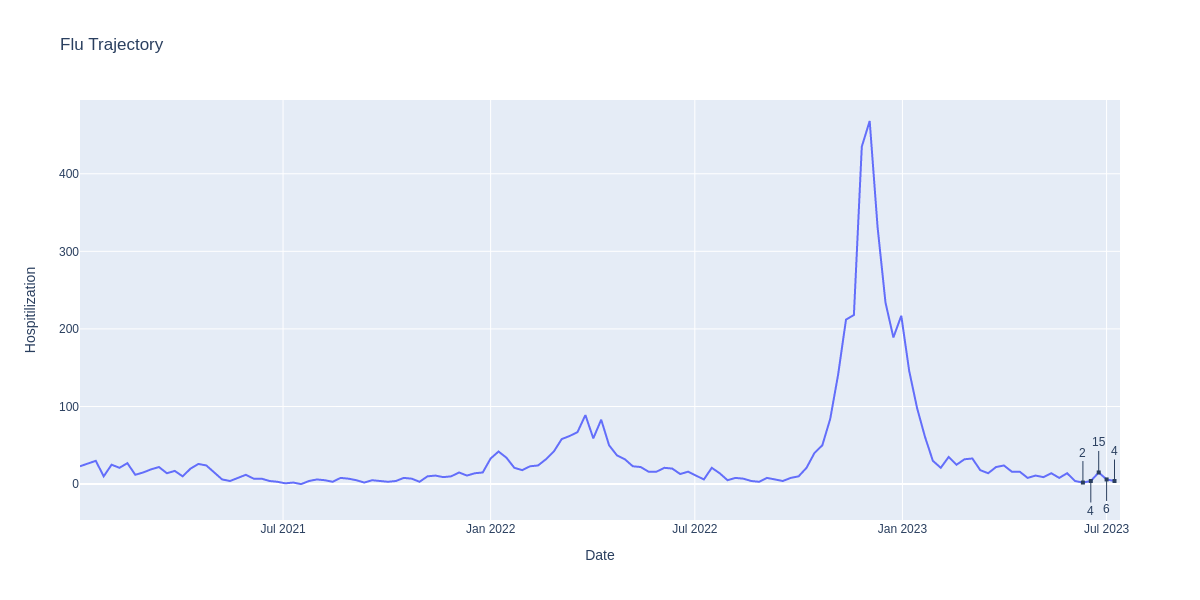 Flu Trajectory
Hospitilization
400
300
200
100
0
2
4
15
6
4
Jul 2021
Jan 2022
Jul 2022
Jan 2023
Jul 2023
Date